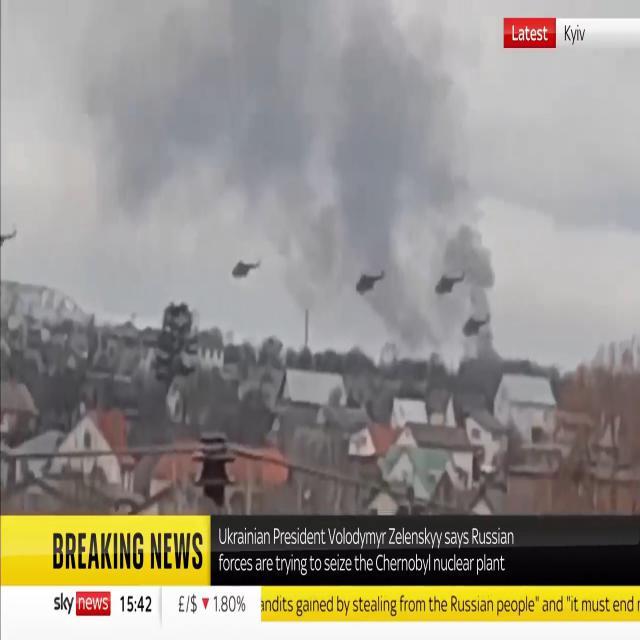 Latest Kyiv
BREAKING NEWS
Ukrainian President Volodymyr Zelenskyy says Russian
forces are trying to seize the Chernobyl nuclear plant
sky news 15:42 £/$ ▼ 1.80% andits gained by stealing from the Russian people" and "it must end